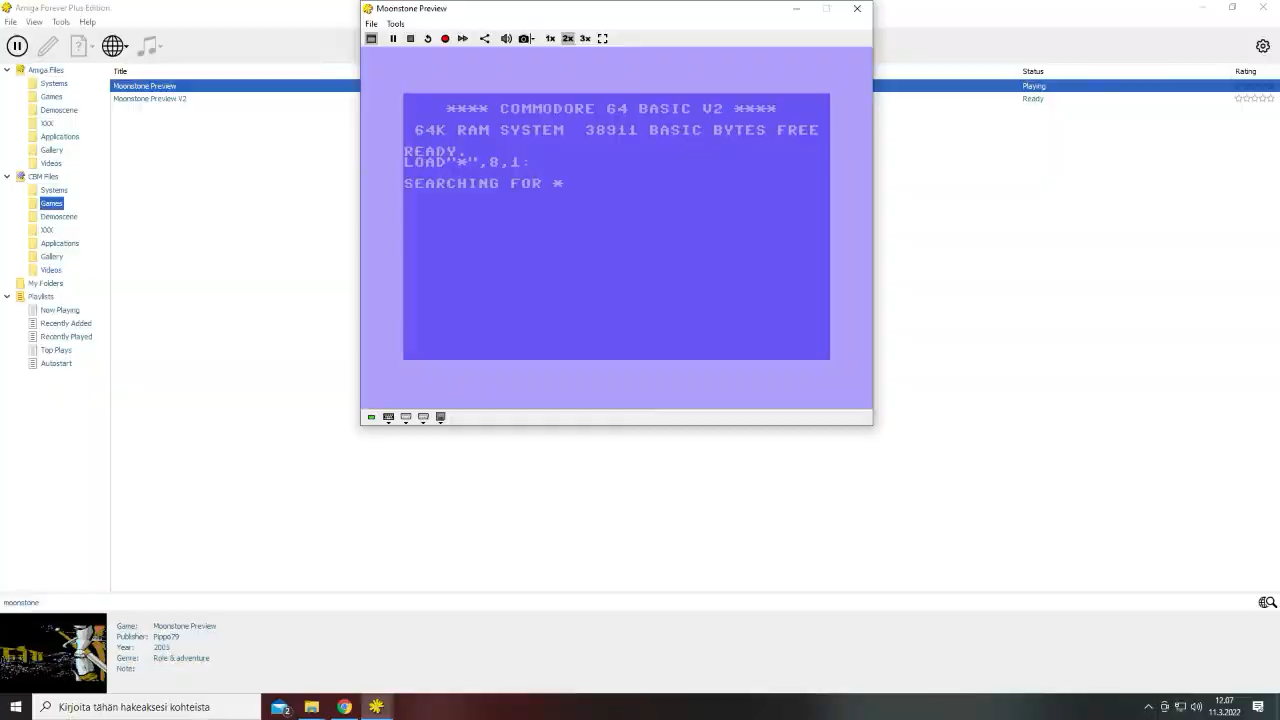 Amiga Forever Plus Edition
File View Tools Help
Amiga Files
Systems
Games
Demoscene
XXX
Applications
Gallery
Videos
CBM Files
Systems
Games
Demoscene
XXX
Applications
Gallery
Videos
My Folders
Playlists
Now Playing
Recently Added
Recently Played
Top Plays
Autostart
Title Status Rating
Moonstone Preview Playing
Moonstone Preview V2 Ready
Moonstone Preview
File Tools
1x 2x 3x
**** COMMODORE 64 BASIC V2 ****
64K RAM SYSTEM 38911 BASIC BYTES FREE
READY.
LOAD"*",8,1:
SEARCHING FOR *
moonstone
Game: Moonstone Preview
Publisher: Pippo79
Year: 2005
Genre: Role & adventure
Note:
Kirjoita tähän hakeaksesi kohteista
2
12.07
11.3.2022